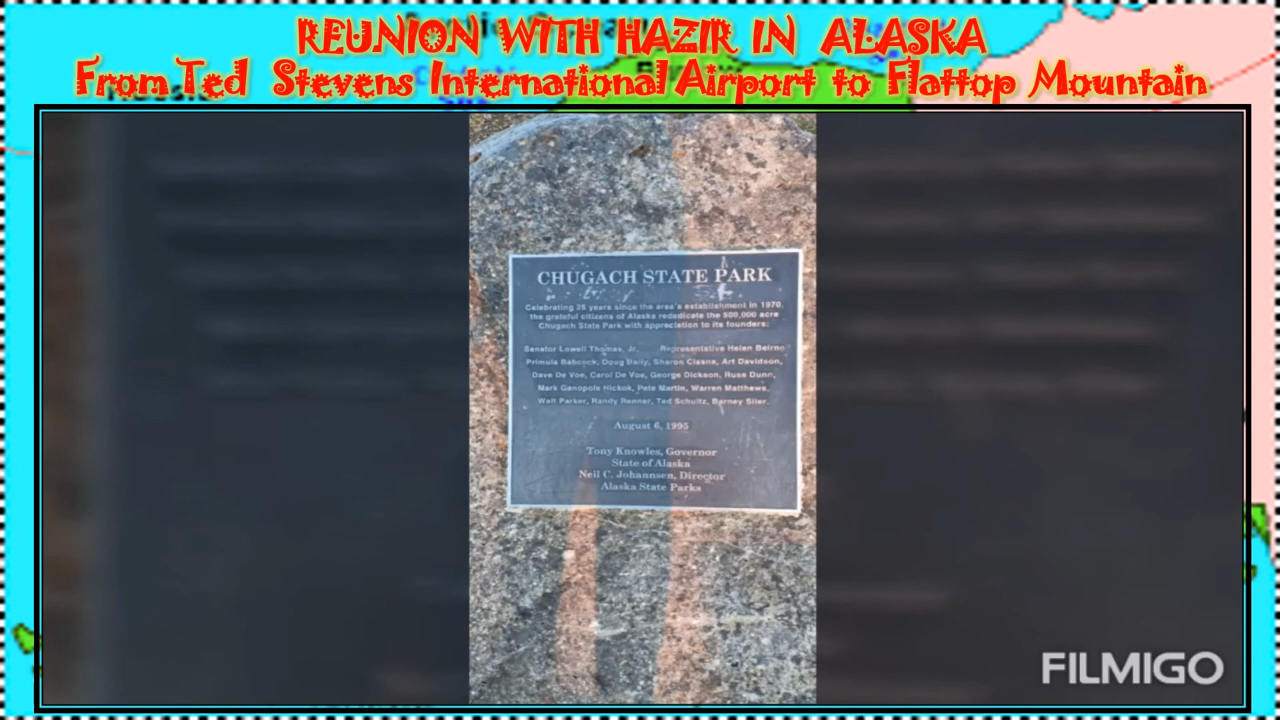 REUNION WITH HAZIR IN ALASKA
From Ted Stevens International Airport to Flattop Mountain
CHUGACH STATE PARK
Celebrating 25 years since the area's establishment in 1970,
the grateful citizens of Alaska rededicate the 500,000 acre
Chugach State Park with appreciation to its founders:
Senator Lowell Thomas, Jr. Representative Helen Beirne
Primula Babcock, Doug Baily, Sharon Cissna, Art Davidson,
Dave De Voe, Carol De Voe, George Dickson, Russ Dunn,
Mark Ganopole Hickok, Pete Martin, Warren Matthews,
Walt Parker, Randy Renner, Ted Schultz, Barney
August 6, 1995
Tony Knowles, Governor
State of Alaska
Neil C. Johannsen, Director
Alaska State Parks
FILMIGO